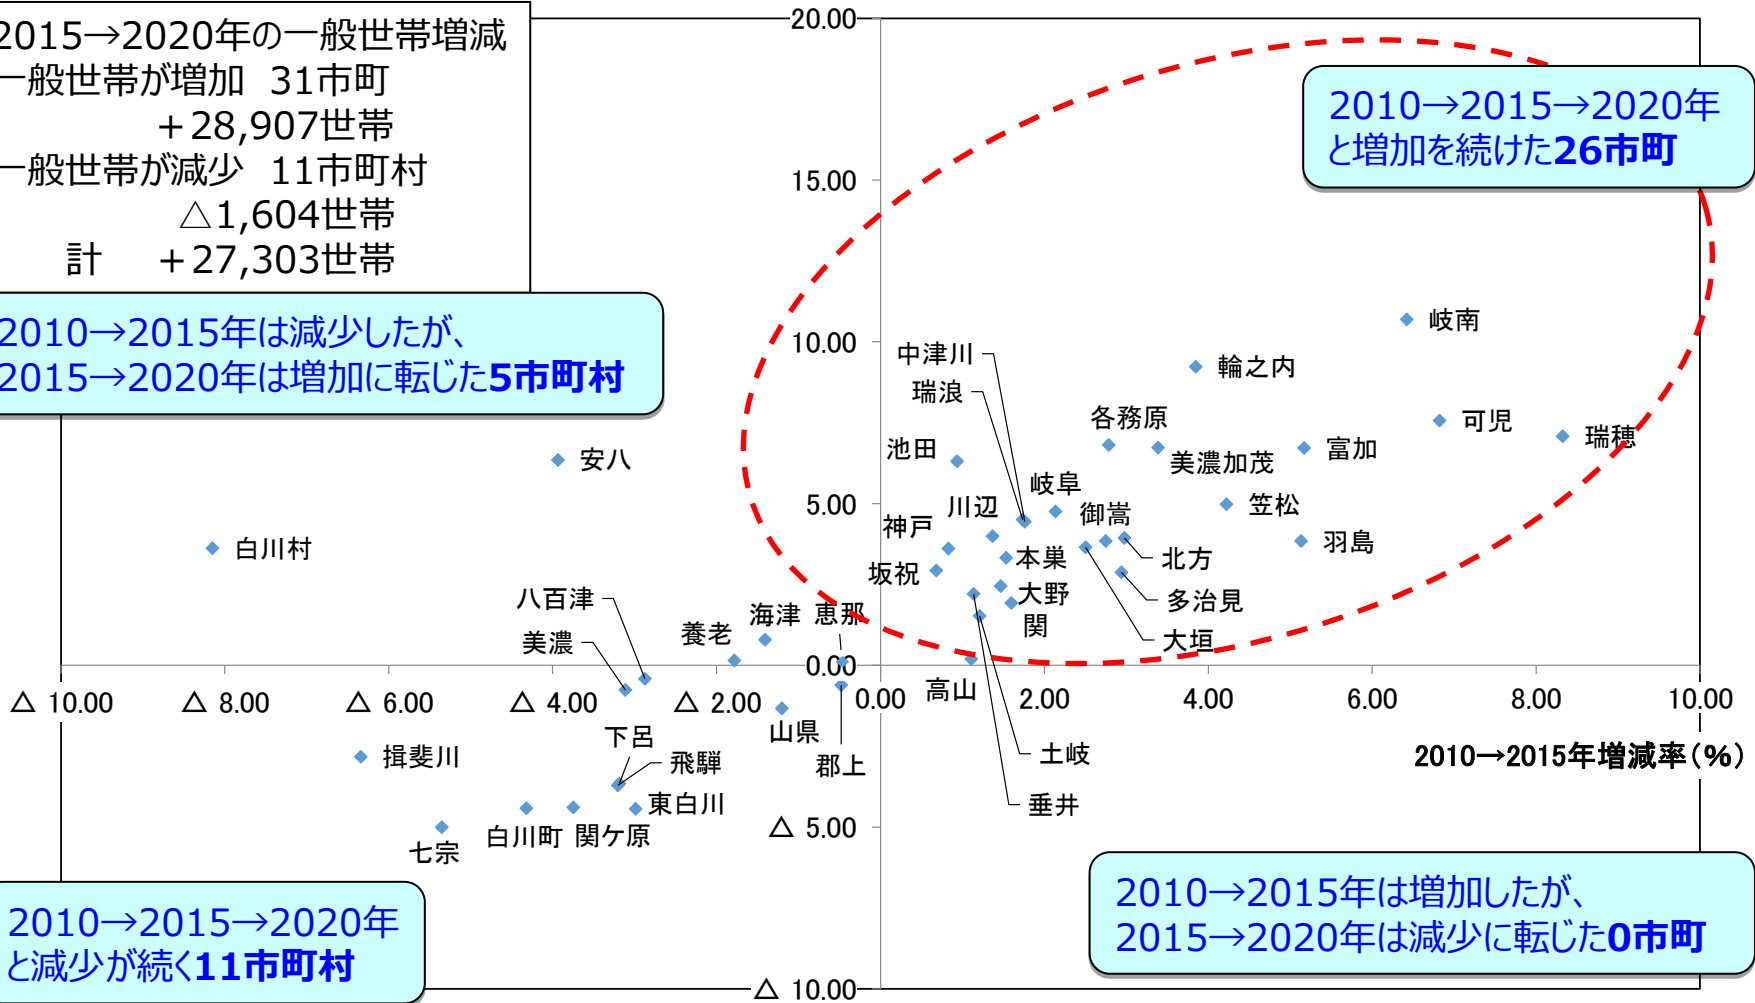 2015→2020年の一般世帯増減
一般世帯が増加 31市町
+28,907世帯
一般世帯が減少 11市町村
△1,604世帯
計 +27,303世帯
2010→2015年は減少したが、
2015→2020年は増加に転じた5市町村
2010→2015→2020年
と増加を続けた26市町
20.00
15.00
10.00
5.00
0.00
△ 5.00
△ 10.00
岐南
輪之内
中津川
瑞浪
各務原
可児
瑞穂
池田
美濃加茂
富加
安八
岐阜
川辺
御嵩
笠松
神戸
白川村
本巣
北方
羽島
坂祝
八百津
海津
恵那
大野
多治見
美濃
養老
関
大垣
高山
△ 10.00
△ 8.00
△ 6.00
△ 4.00
△ 2.00
0.00
2.00
4.00
6.00
8.00
10.00
山県
下呂
揖斐川
飛騨
郡上
土岐
2010→2015年増減率(%)
東白川
垂井
白川町
関ケ原
七宗
2010→2015→2020年
と減少が続く11市町村
2010→2015年は増加したが、
2015→2020年は減少に転じた0市町